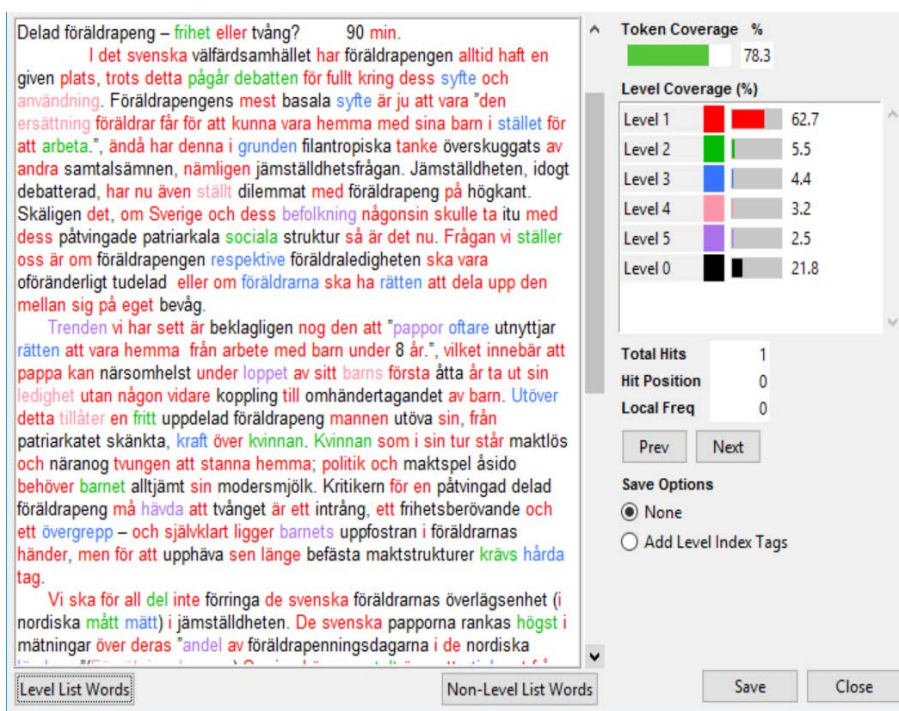 Delad föräldrapeng – frihet eller tvång? 90 min.
I det svenska välfärdsamhället har föräldrapengen alltid haft en
given plats, trots detta pågår debatten för fullt kring dess syfte och
användning. Föräldrapengens mest basala syfte är ju att vara "den
ersättning föräldrar får för att kunna vara hemma med sina barn i stället för
att arbeta.", ändå har denna i grunden filantropiska tanke överskuggats av
andra samtalsämnen, nämligen jämställdhetsfrågan. Jämställdheten, idogt
debatterad, har nu även ställt dilemmat med föräldrapeng på högkant.
Skäligen det, om Sverige och dess befolkning någonsin skulle ta itu med
dess påtvingade patriarkala sociala struktur så är det nu. Frågan vi ställer
oss är om föräldrapengen respektive föräldraledigheten ska vara
oföränderligt tudelad eller om föräldrarna ska ha rätten att dela upp den
mellan sig på eget bevåg.
Trenden vi har sett är beklagligen nog den att "pappor oftare utnyttjar
rätten att vara hemma från arbete med barn under 8 år.", vilket innebär att
pappa kan närsomhelst under loppet av sitt barns första åtta år ta ut sin
ledighet utan någon vidare koppling till omhändertagandet av barn. Utöver
detta tillåter en fritt uppdelad föräldrapeng mannen utöva sin, från
patriarkatet skänkta, kraft över kvinnan. Kvinnan som i sin tur står maktlös
och näranog tvungen att stanna hemma; politik och maktspel åsido
behöver barnet alltjämt sin modersmjölk. Kritikern för en påtvingad delad
föräldrapeng må hävda att tvånget är ett intrång, ett frihetsberövande och
ett övergrepp – och självklart ligger barnets uppfostran i föräldrarnas
händer, men för att upphäva sen länge befästa maktstrukturer krävs hårda
tag.
Vi ska för all del inte förringa de svenska föräldrarnas överlägsenhet (i
nordiska mått mätt) i jämställdheten. De svenska papporna rankas högst i
mätningar över deras "andel av föräldrapenningsdagarna i de nordiska
Level List Words
Non-Level List Words
Token Coverage %
78.3
Level Coverage (%)
Level 1 62.7
Level 2 5.5
Level 3 4.4
Level 4 3.2
Level 5 2.5
Level 0 21.8
Total Hits 1
Hit Position 0
Local Freq 0
Prev Next
Save Options
None
Add Level Index Tags
Save Close